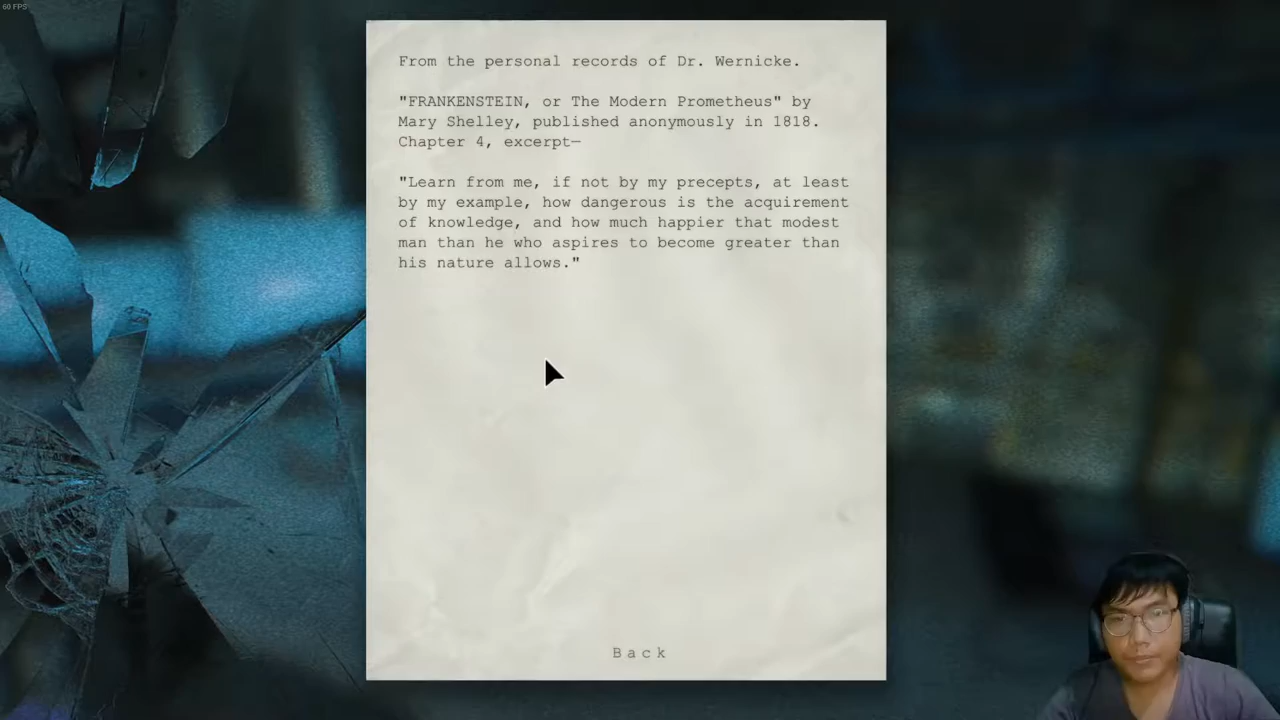 60 FPS
From the personal records of Dr. Wernicke.
"FRANKENSTEIN, or The Modern Prometheus" by
Mary Shelley, published anonymously in 1818.
Chapter 4, excerpt—
"Learn from me, if not by my precepts, at least
by my example, how dangerous is the acquirement
of knowledge, and how much happier that modest
man than he who aspires to become greater than
his nature allows."
Back